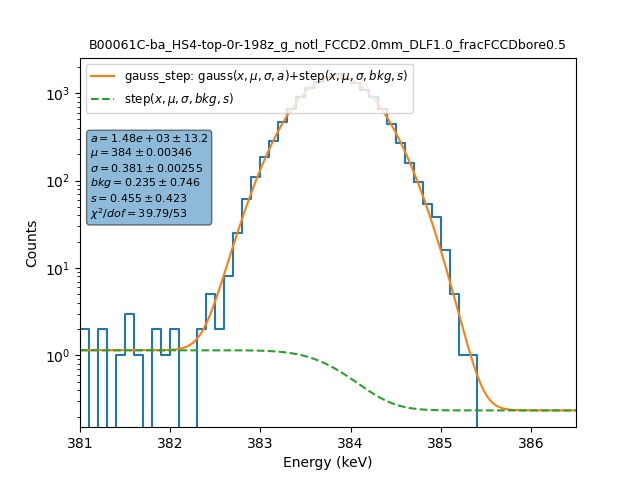 B00061C-ba_HS4-top-0r-198z_g_notl_FCCD2.0mm_DLF1.0_fracFCCDbore0.5
gauss_step: gauss(x, μ, σ, a)+step(x, μ, σ, bkg, s)
step(x, μ, σ, bkg, s)
a = 1.48e + 03 ± 13.2
μ = 384 ± 0.00346
σ = 0.381 ± 0.00255
bkg = 0.235 ± 0.746
s = 0.455 ± 0.423
χ²/dof = 39.79/53
Counts
10³
10²
10¹
10⁰
381 382 383 384 385 386
Energy (keV)